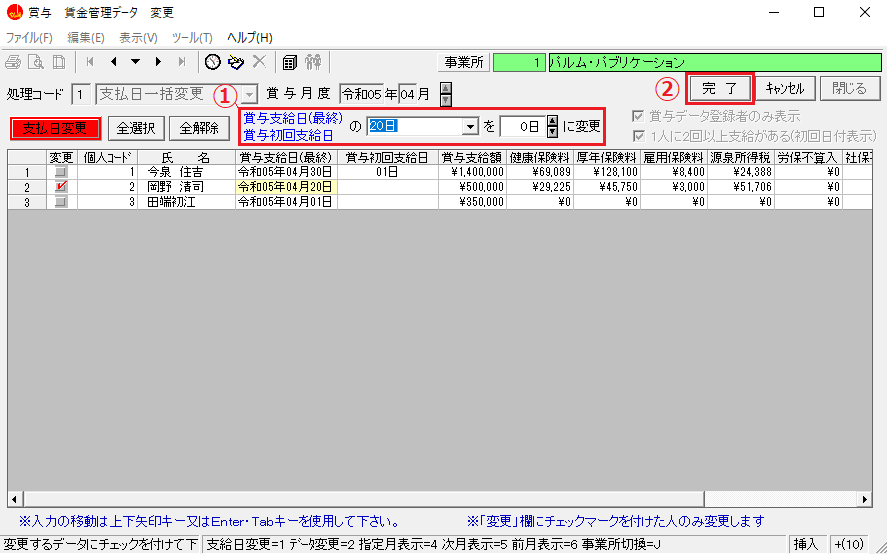 賞与 賃金管理データ 変更
ファイル(F) 編集(E) 表示(V) ツール(T) ヘルプ(H)
事業所 1 パルム・パブリケーション
処理コード 1 支払日一括変更 ① 賞与月度 令和05年04月 ② 完 了 キャンセル 閉じる
支払日変更 全選択 全解除 賞与支給日(最終) 賞与初回支給日 の 20日 を 0日 に変更
賞与データ登録者のみ表示
1人に2回以上支給がある(初回日付表示)
変更 個人コード 氏 名 賞与支給日(最終) 賞与初回支給日 賞与支給額 健康保険料 厚年保険料 雇用保険料 源泉所得税 労保不算入 社保
1 1 今泉 住吉 令和05年04月30日 01日 ¥1,400,000 ¥69,089 ¥128,100 ¥8,400 ¥24,388 ¥0
2 2 岡野 清司 令和05年04月20日 ¥500,000 ¥29,225 ¥45,750 ¥3,000 ¥51,706 ¥0
3 3 田端初江 令和05年04月01日 ¥350,000 ¥0 ¥0 ¥0 ¥0 ¥0
※入力の移動は上下矢印キー又はEnter・Tabキーを使用して下さい。 ※「変更」欄にチェックマークを付けた人のみ変更します
変更するデータにチェックを付けて下 支給日変更=1 データ変更=2 指定月表示=4 次月表示=5 前月表示=6 事業所切換=J 挿入 +(10)